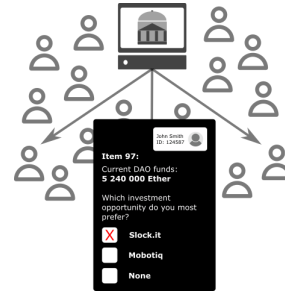 John Smith
ID: 124587
Item 97:
Current DAO funds:
5 240 000 Ether
Which investment
opportunity do you most
prefer?
X Slock.it
Mobotiq
None